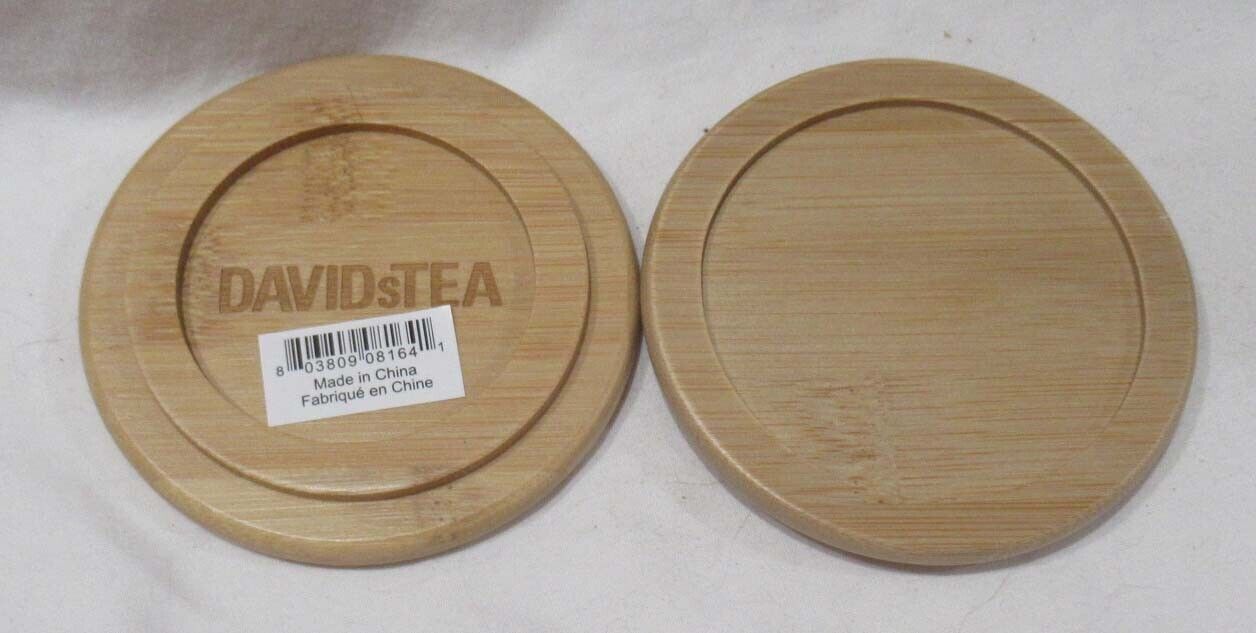 DAVIDsTEA
8 03809 08164 1
Made in China
Fabriqué en Chine